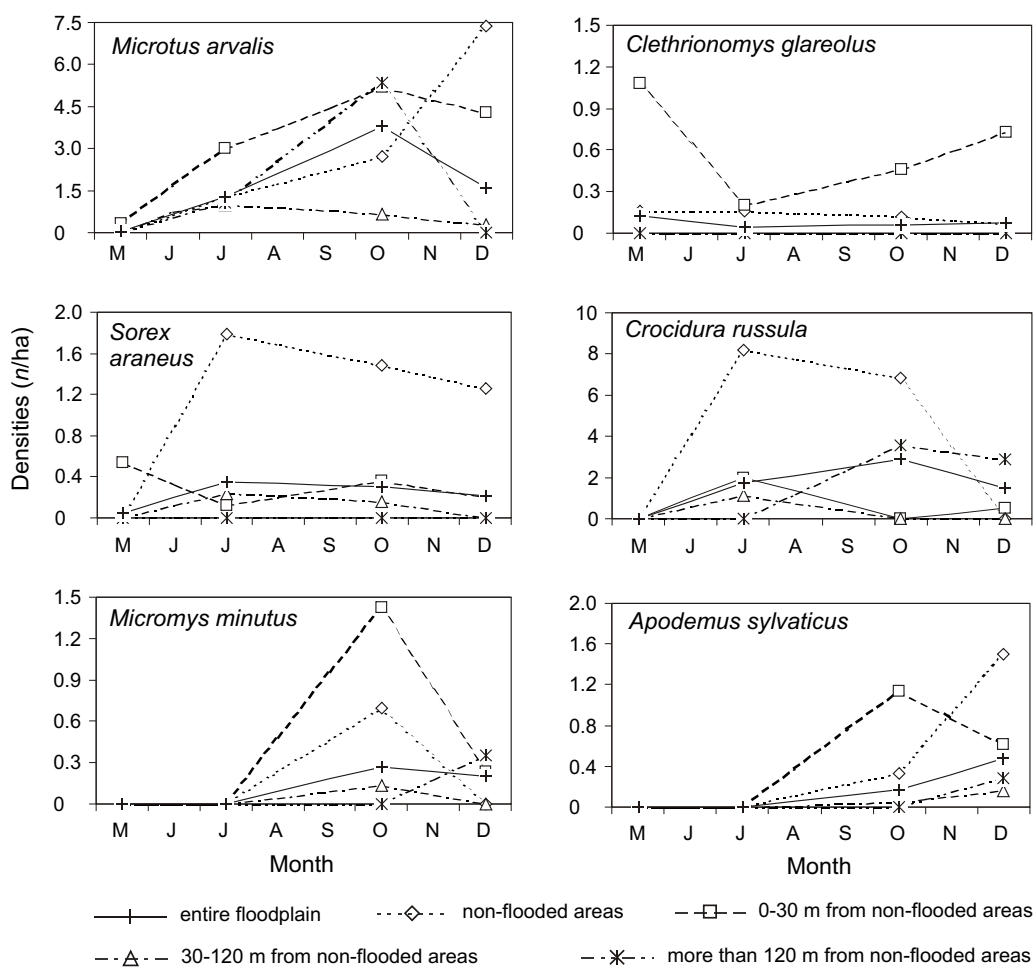 Microtus arvalis
7.5
6.0
4.5
3.0
1.5
0
M J J A S O N D
Clethrionomys glareolus
1.5
1.2
0.9
0.6
0.3
0
M J J A S O N D
Densities (n/ha)
Sorex
araneus
2.0
1.6
1.2
0.8
0.4
0
M J J A S O N D
Crocidura russula
10
8
6
4
2
0
M J J A S O N D
Micromys minutus
1.5
1.2
0.9
0.6
0.3
0
M J J A S O N D
Month
Apodemus sylvaticus
2.0
1.6
1.2
0.8
0.4
0
M J J A S O N D
Month
entire floodplain
non-flooded areas
0-30 m from non-flooded areas
30-120 m from non-flooded areas
more than 120 m from non-flooded areas